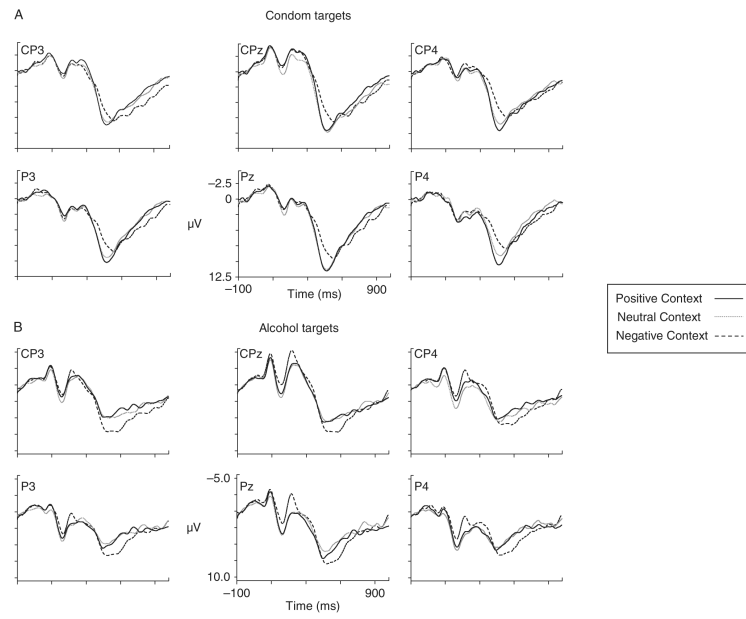 A
Condom targets
CP3
CPz
CP4
P3
–2.5
Pz
P4
0
µV
12.5
–100
900
Time (ms)
Positive Context
Neutral Context
Negative Context
B
Alcohol targets
CP3
CPz
CP4
P3
–5.0
Pz
P4
µV
10.0
–100
900
Time (ms)